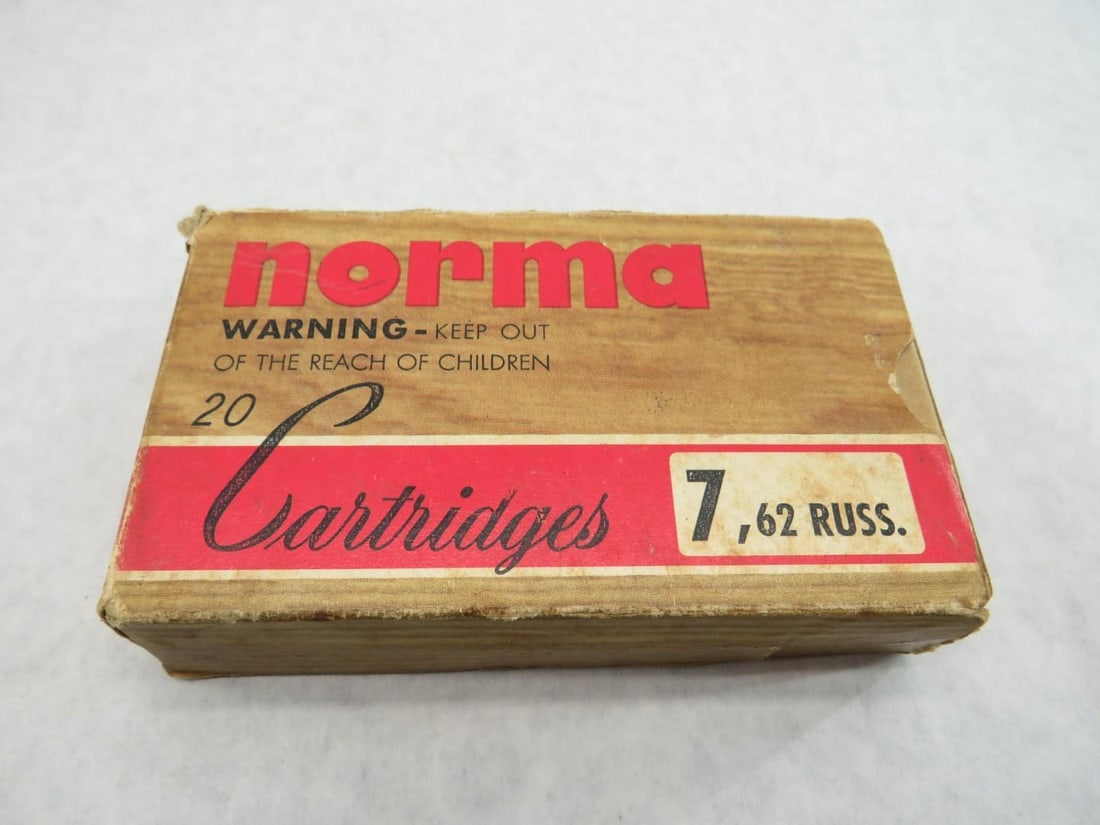 norma
WARNING - KEEP OUT
OF THE REACH OF CHILDREN
20 Cartridges
7,62 RUSS.